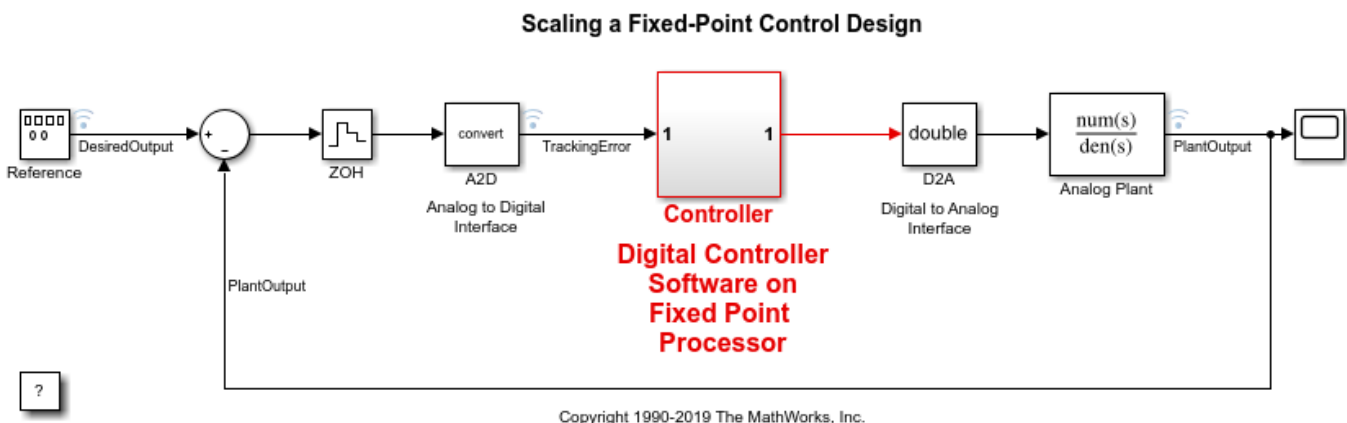 Scaling a Fixed-Point Control Design
DesiredOutput
Reference
+
-
ZOH
convert
A2D
Analog to Digital
Interface
TrackingError
1
1
Controller
Digital Controller
Software on
Fixed Point
Processor
double
D2A
Digital to Analog
Interface
num(s)
den(s)
Analog Plant
PlantOutput
PlantOutput
?
Copyright 1990-2019 The MathWorks, Inc.